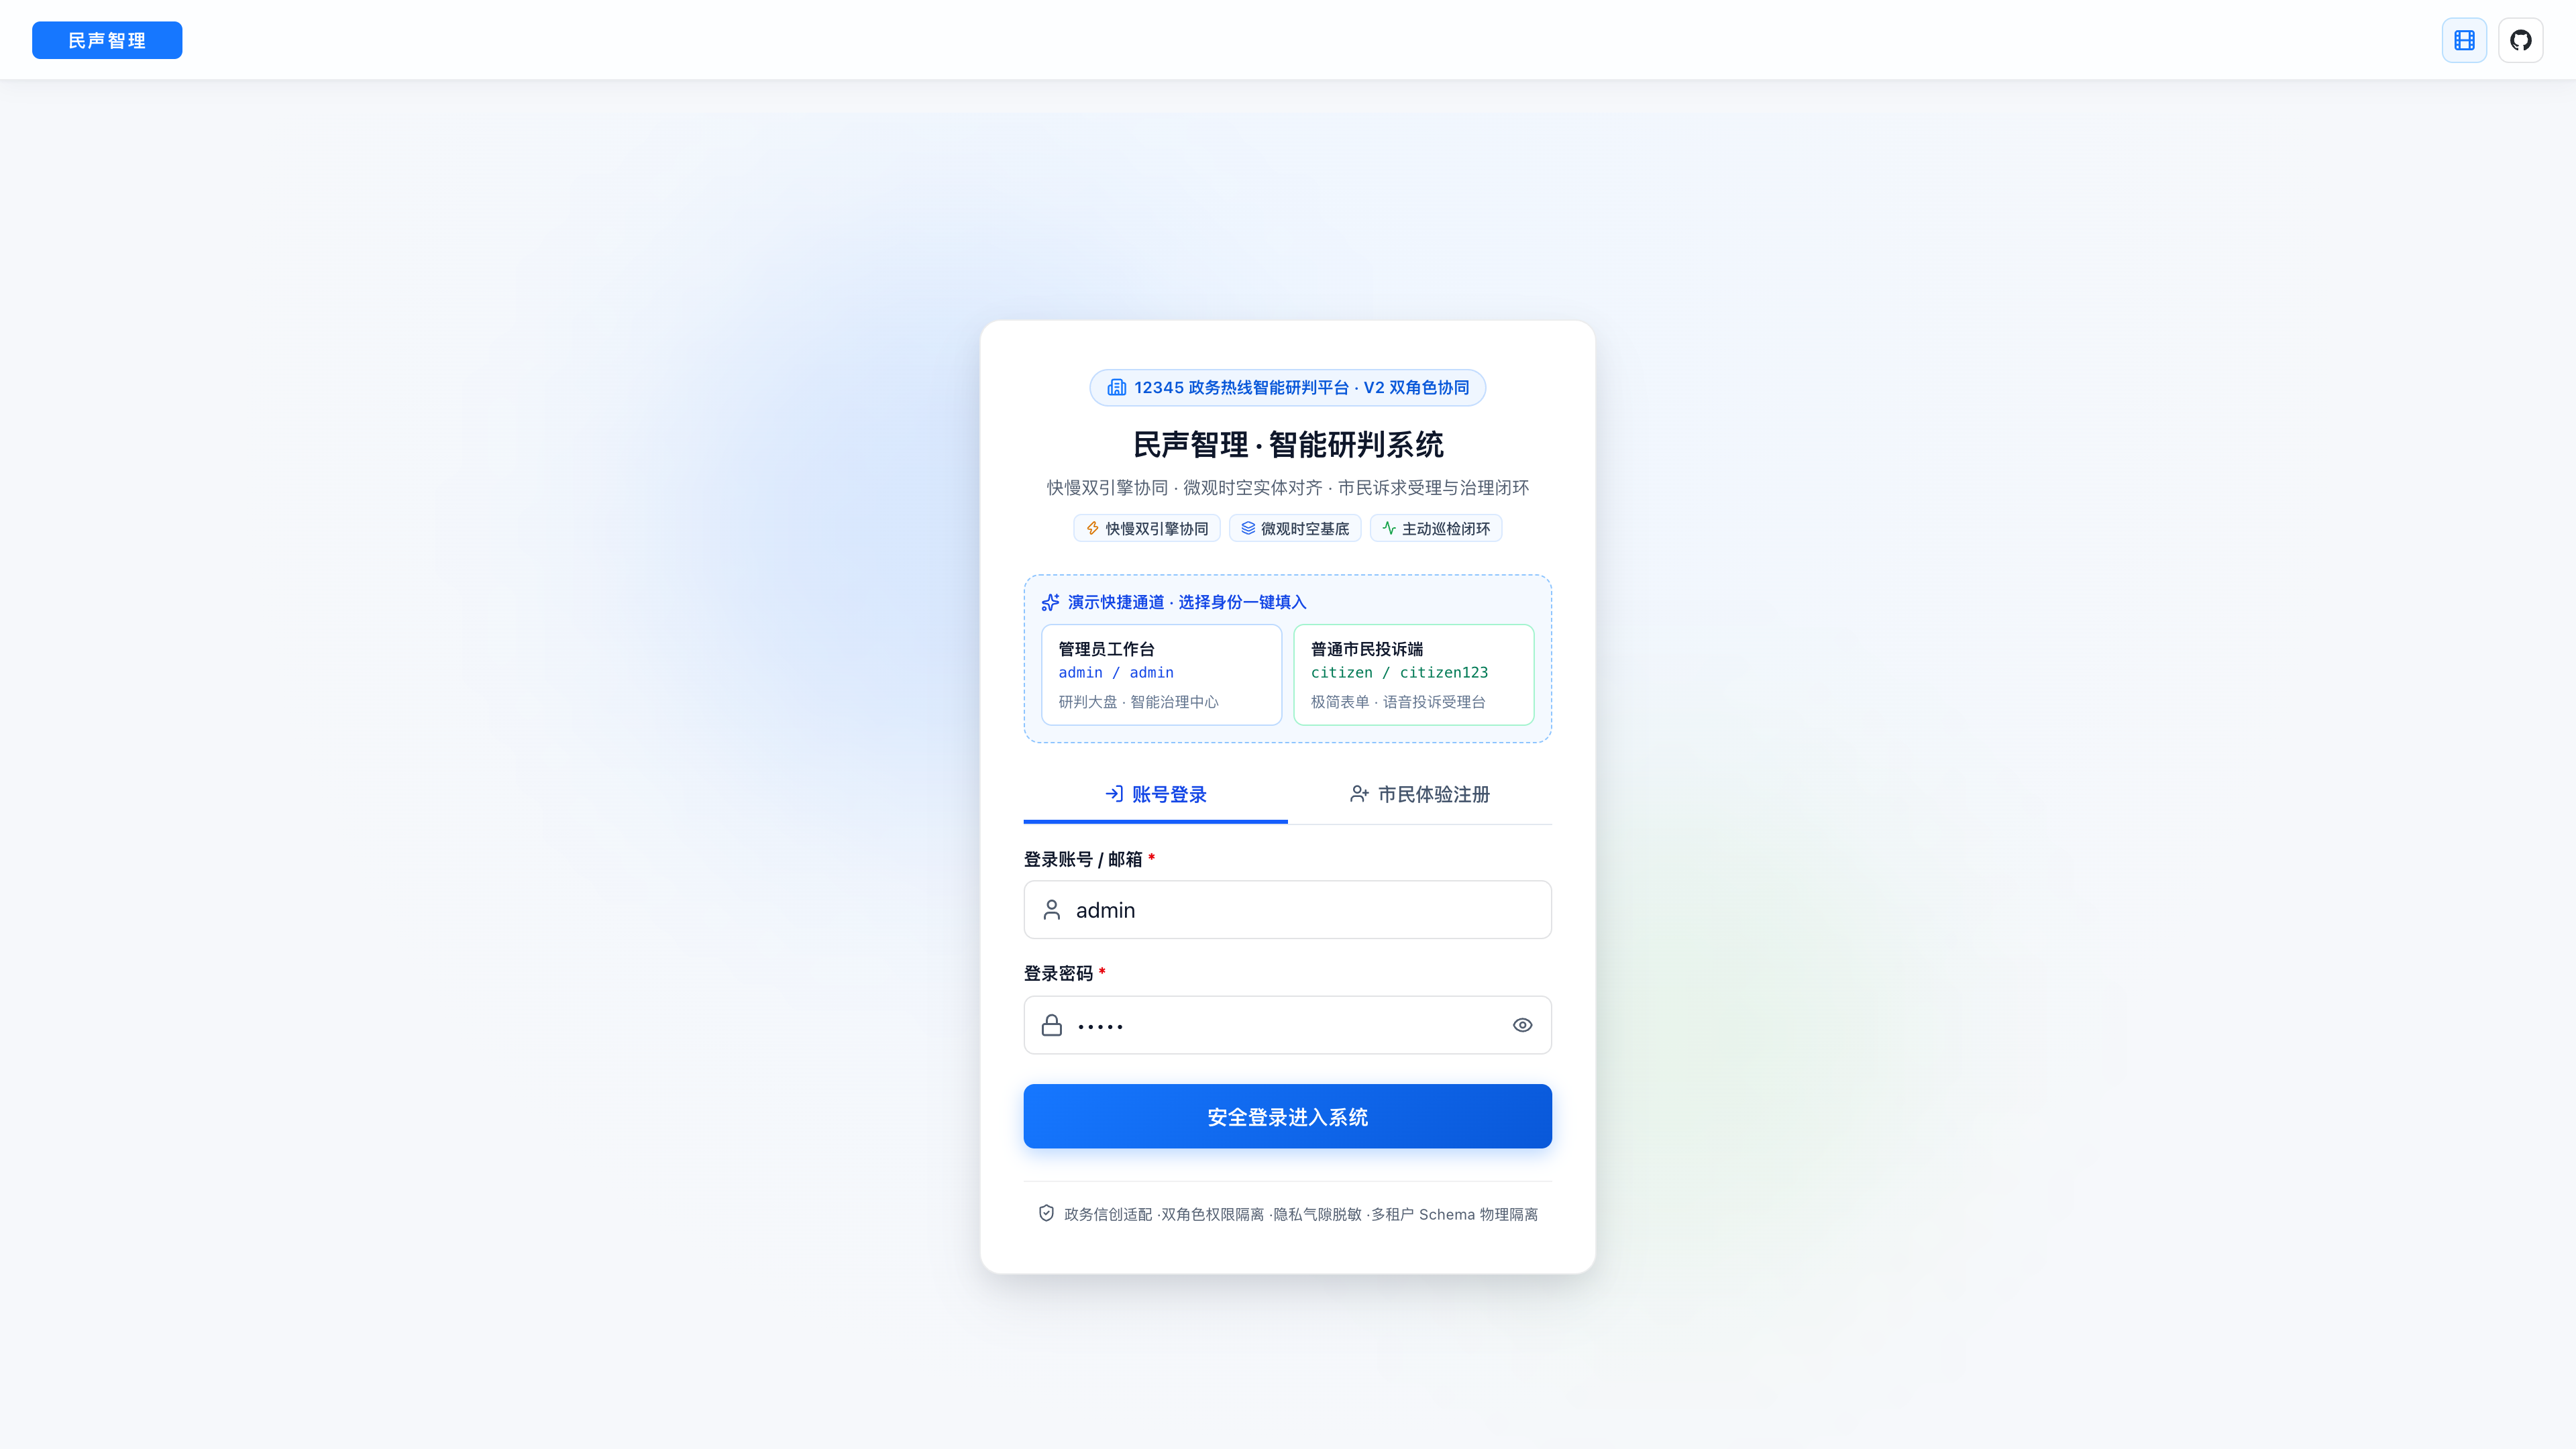 民声智理
12345 政务热线智能研判平台 · V2 双角色协同
民声智理 · 智能研判系统
快慢双引擎协同 · 微观时空实体对齐 · 市民诉求受理与治理闭环
快慢双引擎协同
微观时空基底
主动巡检闭环
演示快捷通道 · 选择身份一键填入
管理员工作台
admin / admin
研判大盘 · 智能治理中心
普通市民投诉端
citizen / citizen123
极简表单 · 语音投诉受理台
账号登录
市民体验注册
登录账号 / 邮箱 *
admin
登录密码 *
•••••
安全登录进入系统
政务信创适配 ·双角色权限隔离 ·隐私气隙脱敏 ·多租户 Schema 物理隔离